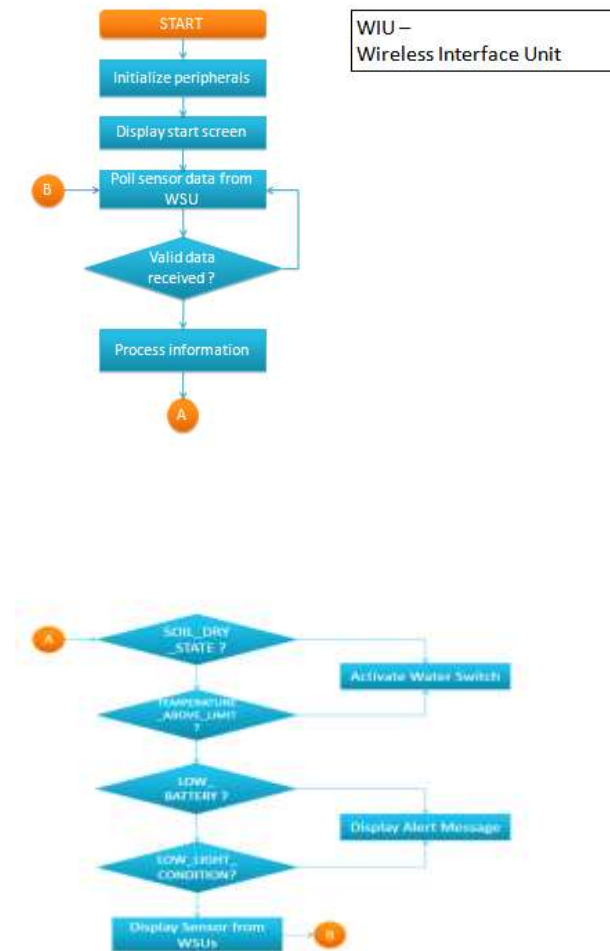 START
WIU –
Wireless Interface Unit
Initialize peripherals
Display start screen
B
Poll sensor data from
WSU
Valid data
received ?
Process information
A
A
SOIL_DRY
_STATE ?
Activate Water Switch
TEMPERATURE
_ABOVE_LIMIT
?
LOW_
BATTERY ?
Display Alert Message
LOW_LIGHT_
CONDITION?
Display Sensor from
WSUs
B